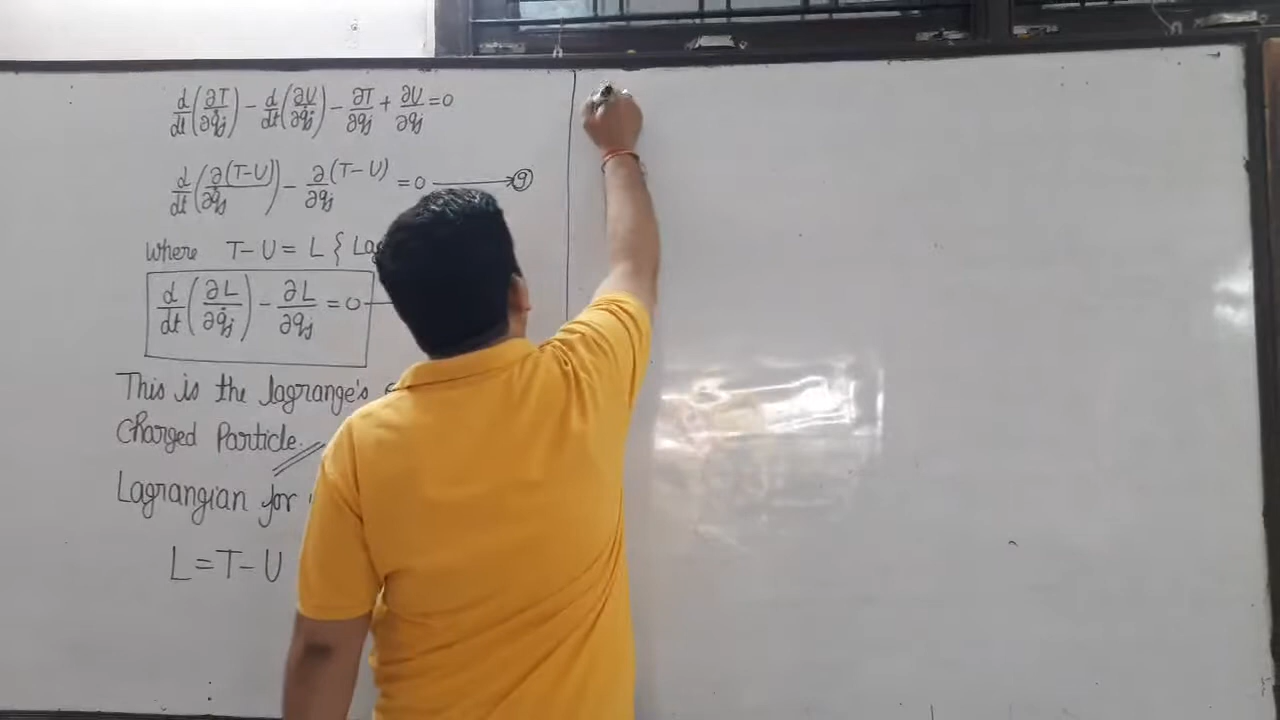 d/dt(∂T/∂q̇j) − d/dt(∂U/∂q̇j) − ∂T/∂qj + ∂U/∂qj = 0
d/dt(∂(T−U)/∂q̇j) − ∂/∂qj (T−U) = 0 ⟶ ⑨
Where T−U = L {
d/dt(∂L/∂q̇j) − ∂L/∂qj = 0
This is the lagrange's
Charged Particle.
Lagrangian for
L = T−U